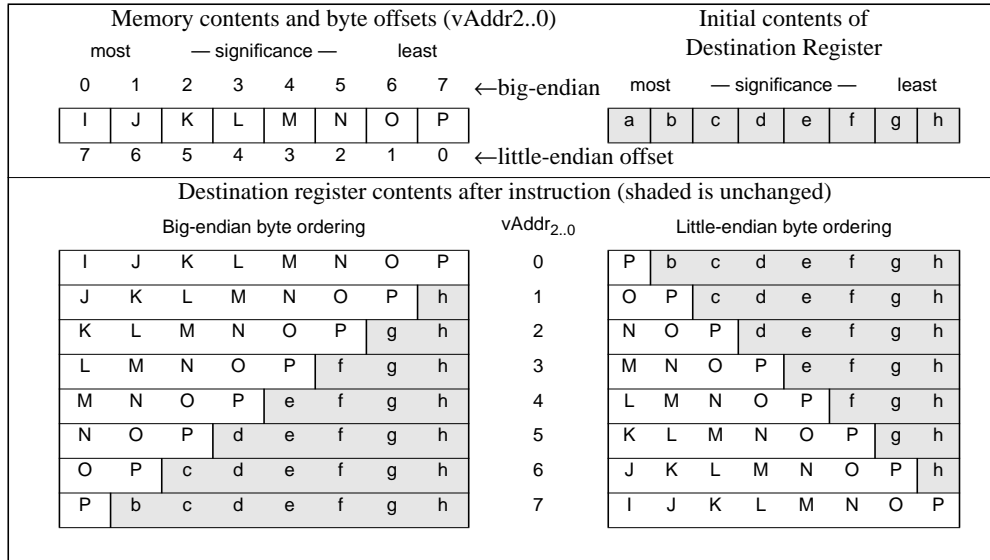 Memory contents and byte offsets (vAddr2..0)
Initial contents of
Destination Register
most — significance — least
0 1 2 3 4 5 6 7 ←big-endian
most — significance — least
I J K L M N O P
a b c d e f g h
7 6 5 4 3 2 1 0 ←little-endian offset
Destination register contents after instruction (shaded is unchanged)
Big-endian byte ordering vAddr2..0 Little-endian byte ordering
I J K L M N O P 0 P b c d e f g h
J K L M N O P h 1 O P c d e f g h
K L M N O P g h 2 N O P d e f g h
L M N O P f g h 3 M N O P e f g h
M N O P e f g h 4 L M N O P f g h
N O P d e f g h 5 K L M N O P g h
O P c d e f g h 6 J K L M N O P h
P b c d e f g h 7 I J K L M N O P